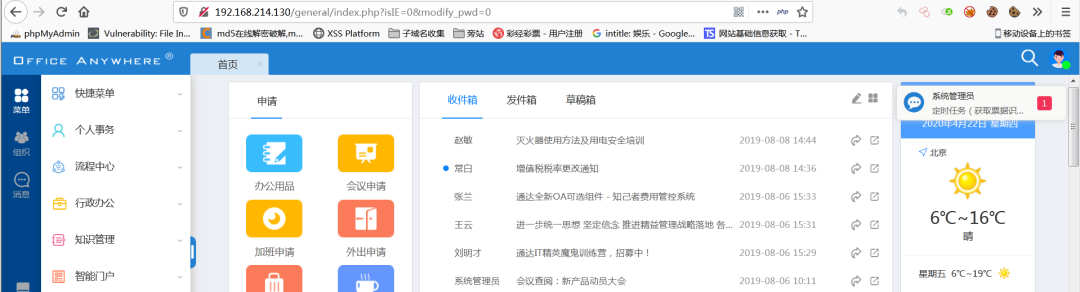 192.168.214.130/general/index.php?isIE=0&modify_pwd=0
php
phpMyAdmin Vulnerability: File In... md5在线解密破解,m... XSS Platform 子域名收集 旁站 彩经彩票 - 用户注册 intitle: 娱乐 - Google... TS 网站基础信息获取 - T... 移动设备上的书签
OFFICE ANYWHERE® 首页 ×
菜单
组织
消息
快捷菜单
个人事务
流程中心
行政办公
知识管理
智能门户
申请
办公用品 会议申请
加班申请 外出申请
收件箱 发件箱 草稿箱
赵敏 灭火器使用方法及用电安全培训 2019-08-08 14:44
常白 增值税税率更改通知 2019-08-08 14:36
张兰 通达全新OA可选组件 - 知己者费用管控系统 2019-08-06 15:33
王云 进一步统一思想 坚定信念 推进精益管理战略落地 各... 2019-08-06 15:31
刘明才 通达IT精英魔鬼训练营，招募中！ 2019-08-06 15:29
系统管理员 会议查阅：新产品动员大会 2019-08-06 10:11
系统管理员
定时任务（获取票据识... 1
2020年4月22日 星期四
北京
6℃~16℃
晴
星期五 6℃~19℃